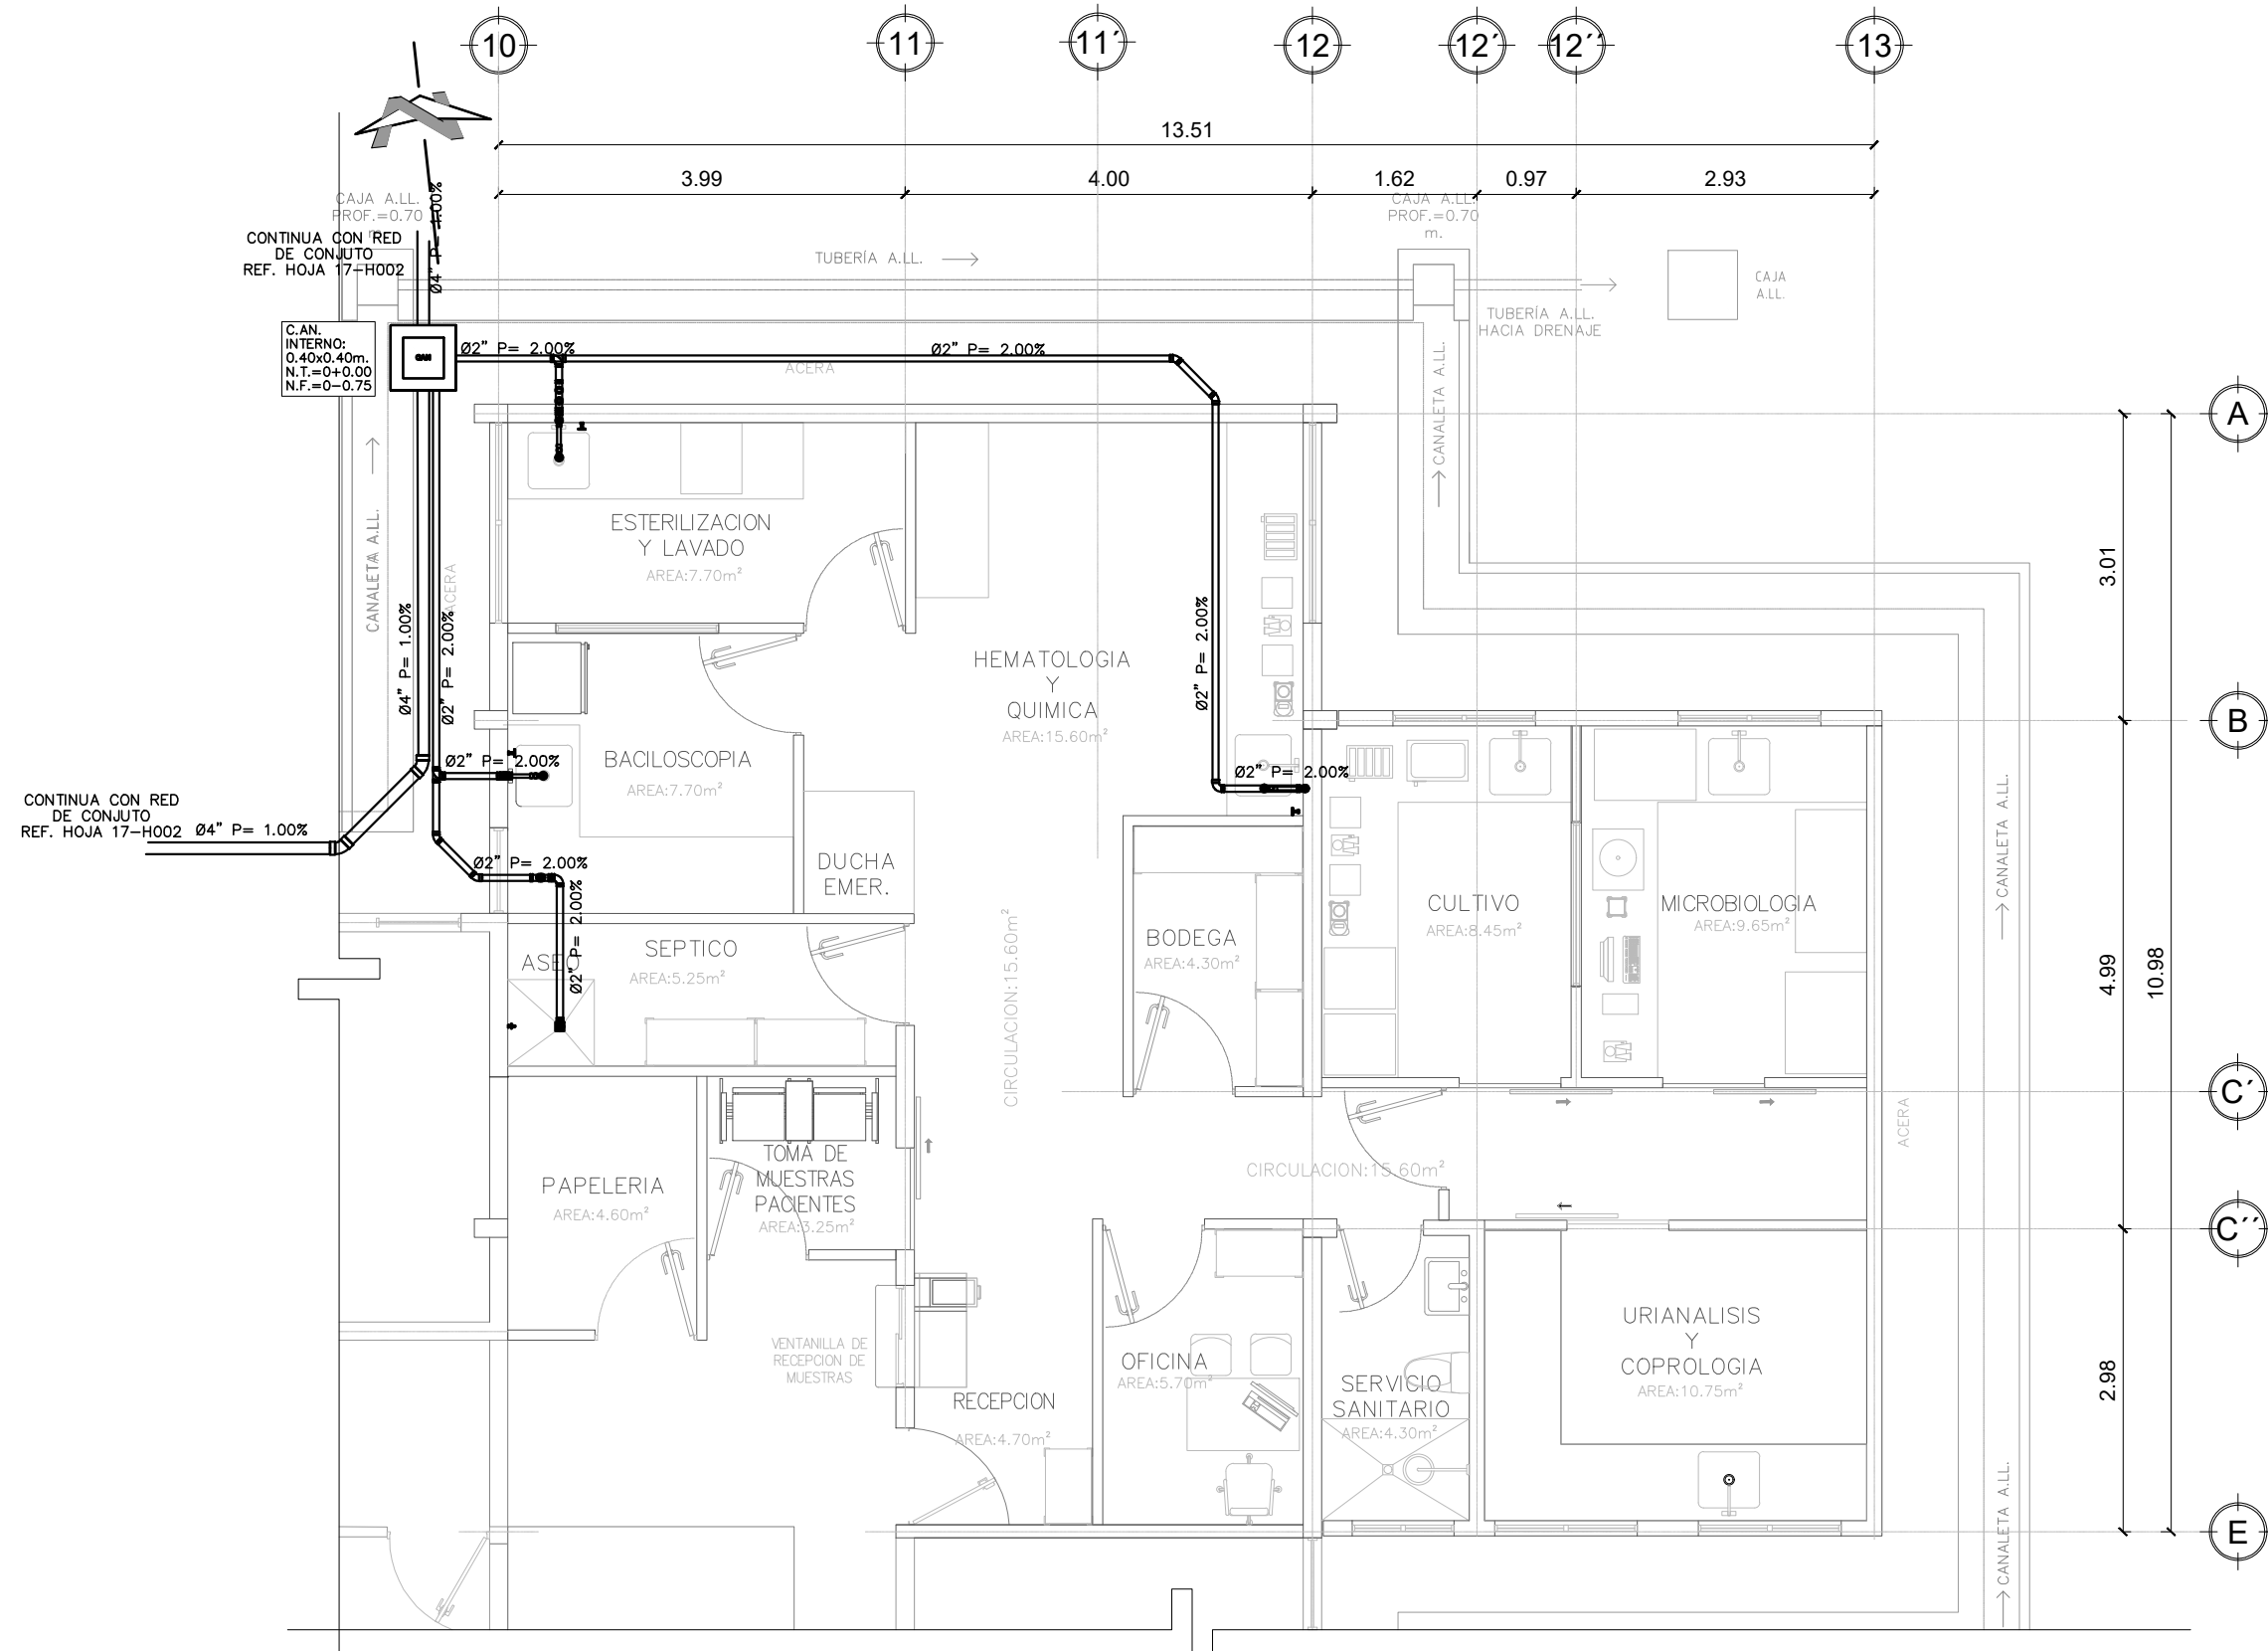 10
11
11´
12
12´
12´´
13
13.51
3.99
4.00
1.62
0.97
2.93
CAJA A.LL.
PROF.=0.70
m.
CONTINUA CON RED
DE CONJUTO
REF. HOJA 17-H002
Ø4" P= 1.00%
CAJA A.LL.
PROF.=0.70
m.
TUBERÍA A.LL.
CAJA
A.LL.
TUBERÍA A.LL.
HACIA DRENAJE
C.AN.
INTERNO:
0.40x0.40m.
N.T.=0+0.00
N.F.=0-0.75
Ø2" P= 2.00%
Ø2" P= 2.00%
ACERA
CANALETA A.LL.
CANALETA A.LL.
ACERA
A
3.01
ESTERILIZACION
Y LAVADO
AREA:7.70m²
Ø4" P= 1.00%
Ø2" P= 2.00%
Ø2" P= 2.00%
HEMATOLOGIA
Y
QUIMICA
AREA:15.60m²
B
Ø2" P= 2.00%
BACILOSCOPIA
AREA:7.70m²
Ø2" P= 2.00%
CANALETA A.LL.
CONTINUA CON RED
DE CONJUTO
REF. HOJA 17-H002
Ø4" P= 1.00%
Ø2" P= 2.00%
Ø2" P= 2.00%
DUCHA
EMER.
CULTIVO
AREA:8.45m²
MICROBIOLOGIA
AREA:9.65m²
ASEO
SEPTICO
AREA:5.25m²
BODEGA
AREA:4.30m²
CIRCULACION:15.60m²
4.99
10.98
C´
ACERA
TOMA DE
MUESTRAS
PACIENTES
AREA:3.25m²
PAPELERIA
AREA:4.60m²
CIRCULACION:15.60m²
C´´
VENTANILLA DE
RECEPCION DE
MUESTRAS
RECEPCION
AREA:4.70m²
OFICINA
AREA:5.70m²
SERVICIO
SANITARIO
AREA:4.30m²
URIANALISIS
Y
COPROLOGIA
AREA:10.75m²
2.98
CANALETA A.LL.
E